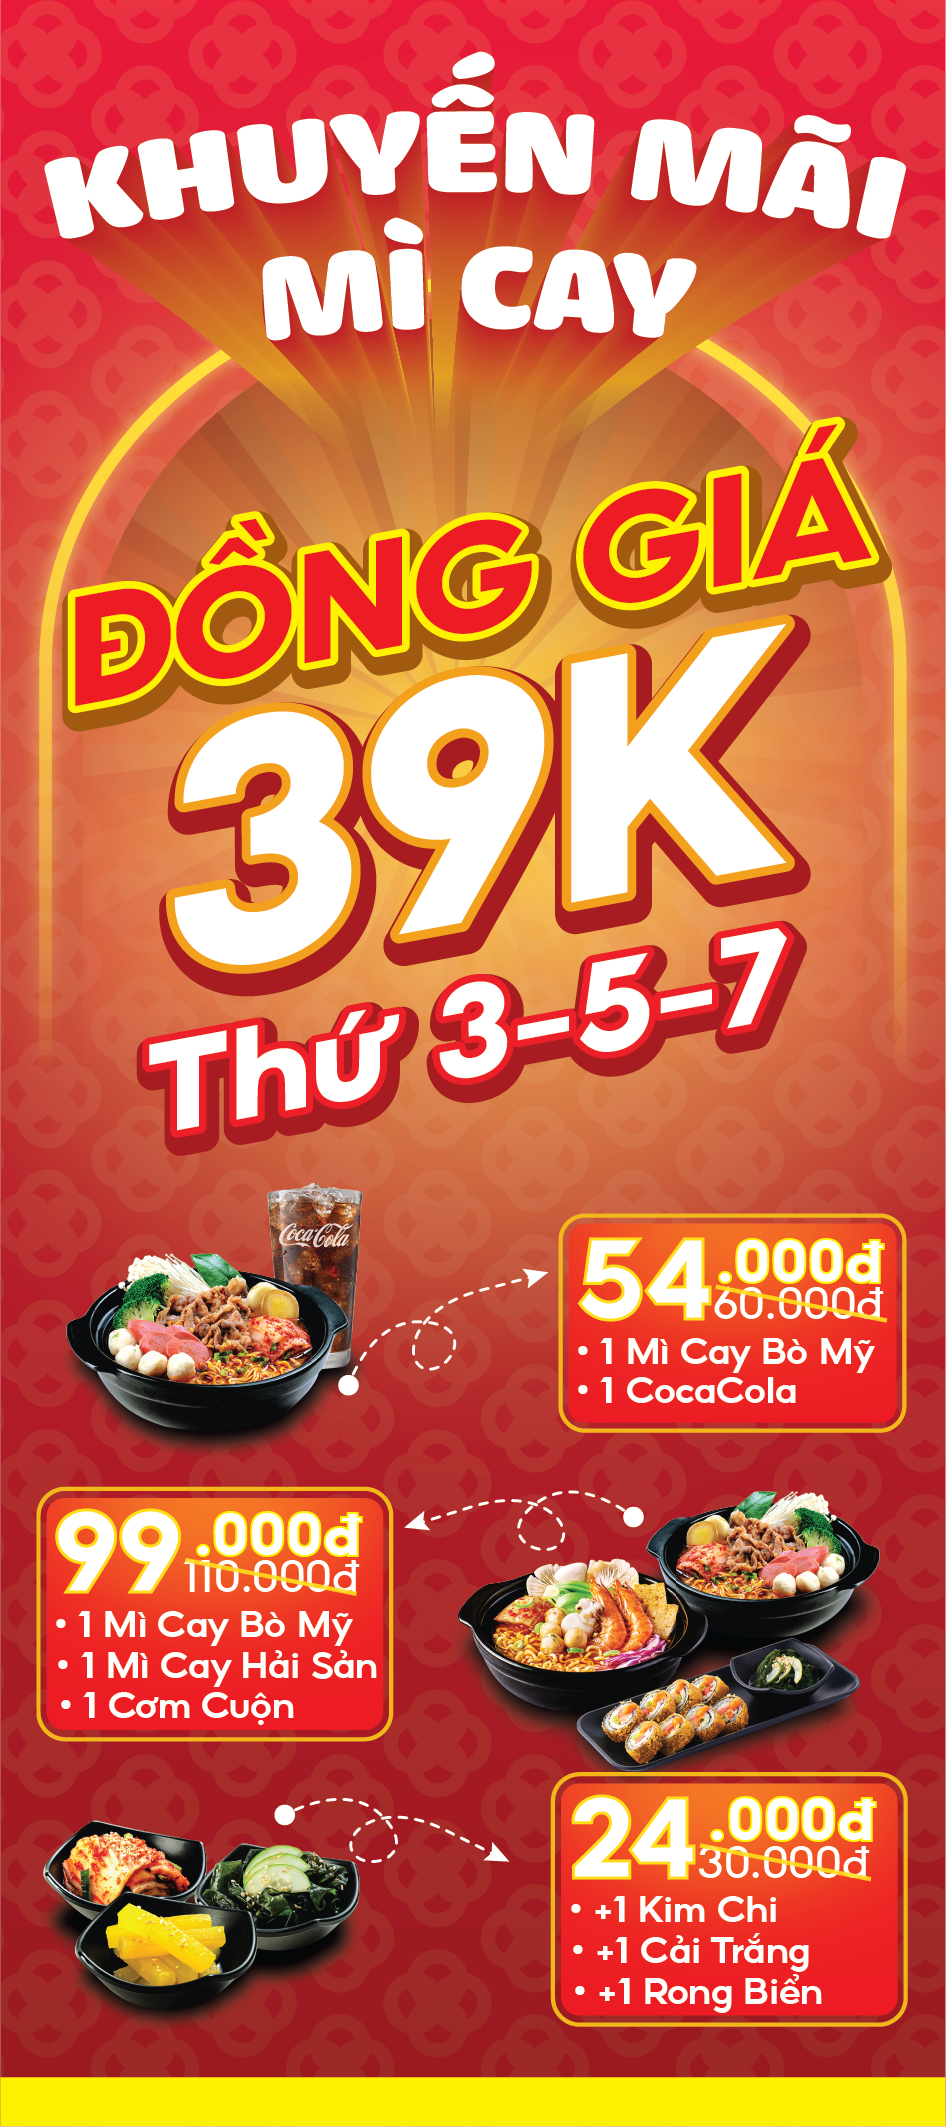 KHUYẾN MÃI
MÌ CAY
ĐỒNG GIÁ
39K
Thứ 3-5-7
Coca-Cola
54.000đ
60.000đ
• 1 Mì Cay Bò Mỹ
• 1 CocaCola
99.000đ
110.000đ
• 1 Mì Cay Bò Mỹ
• 1 Mì Cay Hải Sản
• 1 Cơm Cuộn
24.000đ
30.000đ
• +1 Kim Chi
• +1 Cải Trắng
• +1 Rong Biển